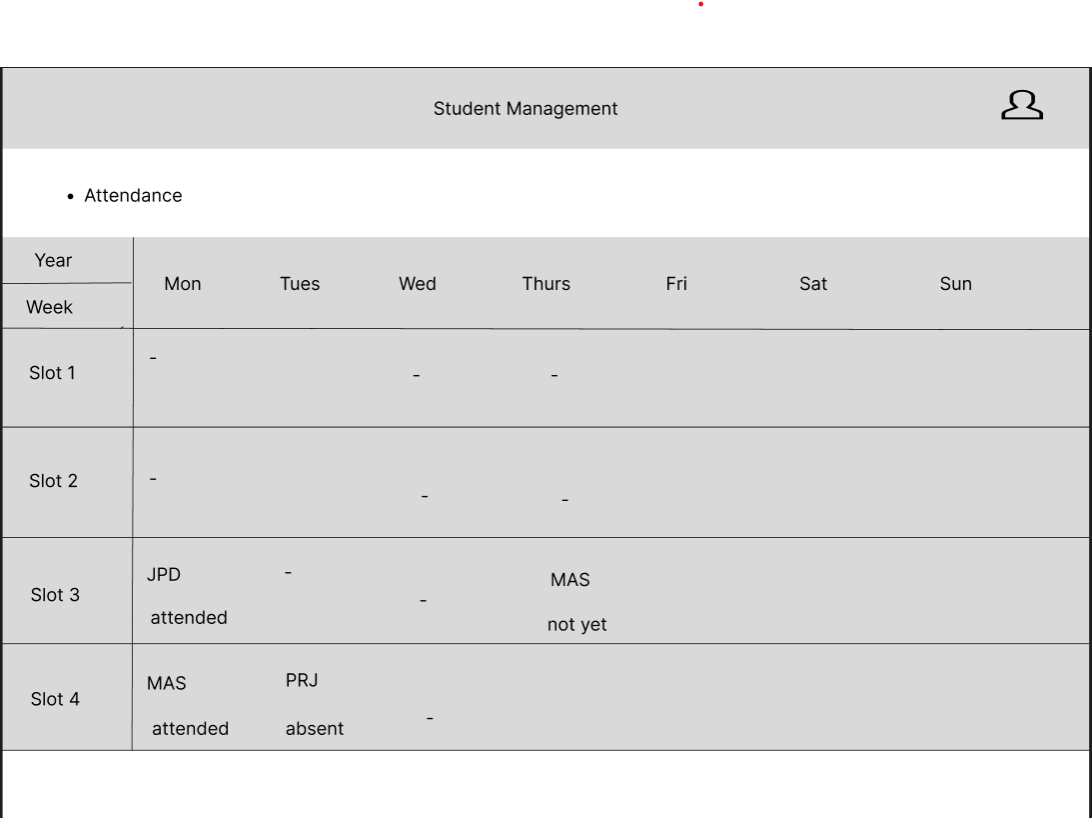 Student Management
• Attendance
Year
Week
Mon Tues Wed Thurs Fri Sat Sun
Slot 1 - - -
Slot 2 - - -
Slot 3 JPD - - MAS
attended not yet
Slot 4 MAS PRJ -
attended absent